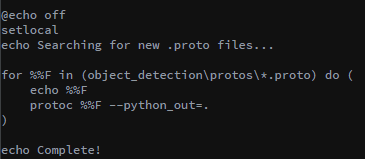 @echo off
setlocal
echo Searching for new .proto files...
for %%F in (object_detection\protos\*.proto) do (
echo %%F
protoc %%F --python_out=.
)
echo Complete!